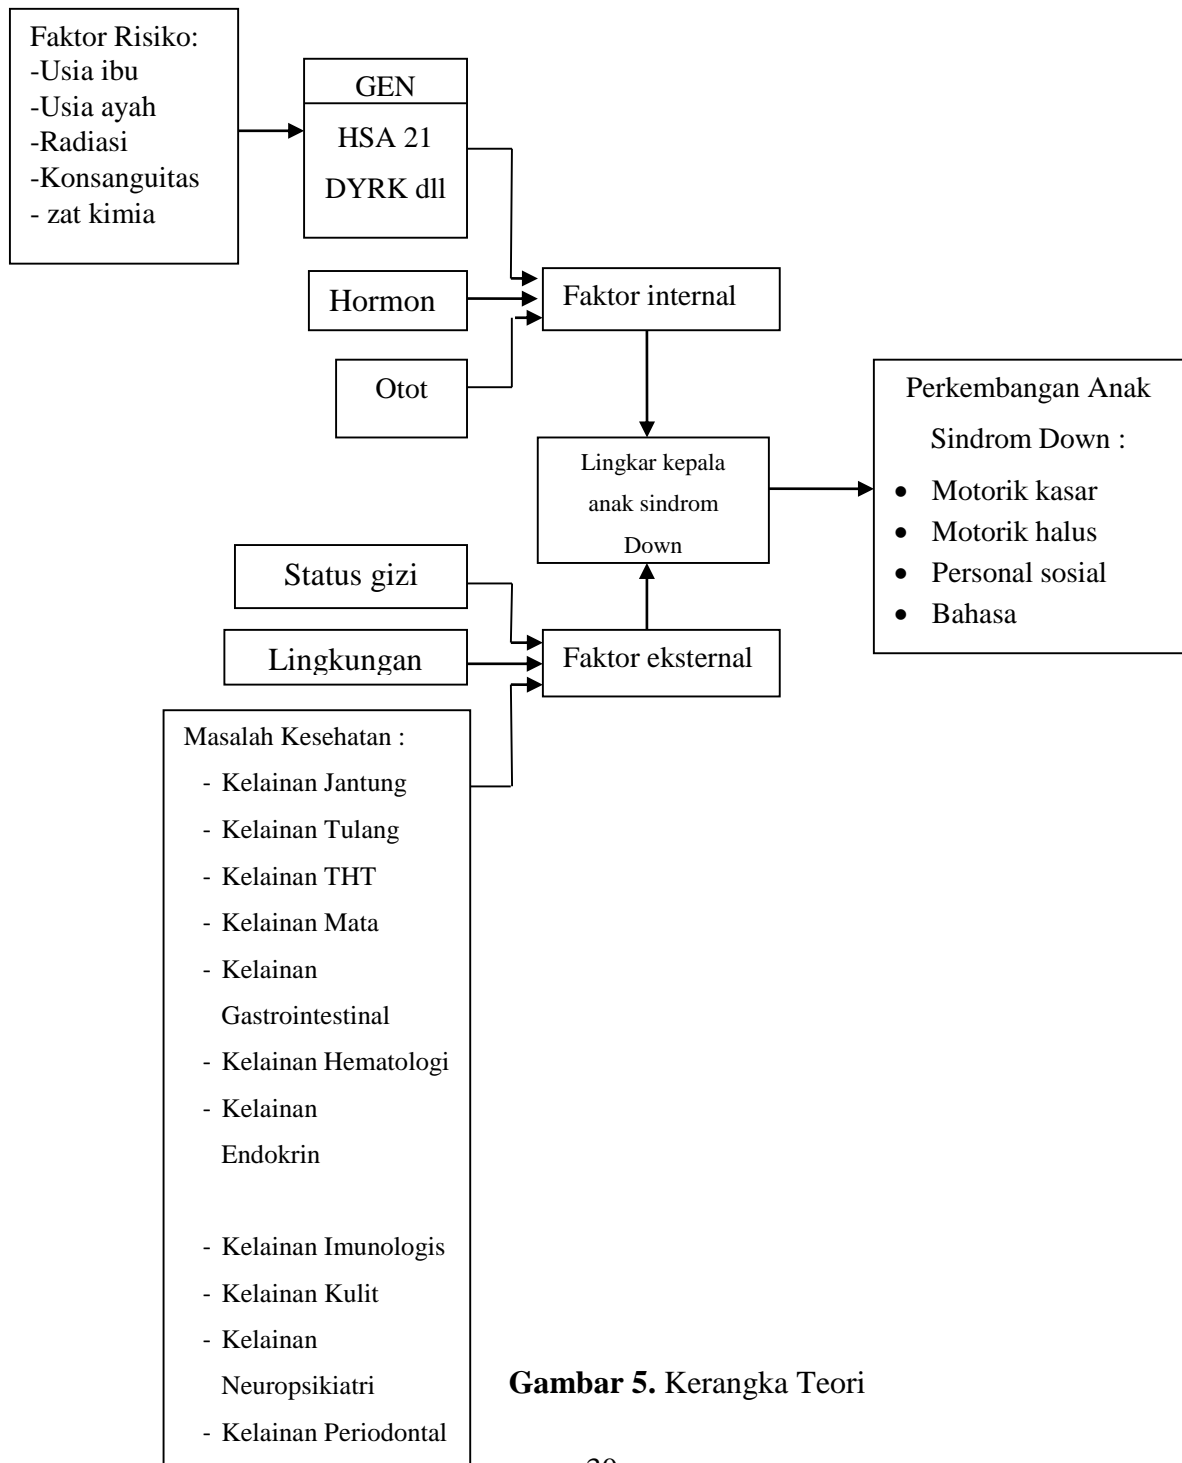 Faktor Risiko:
-Usia ibu
-Usia ayah
-Radiasi
-Konsanguitas
- zat kimia
GEN
HSA 21
DYRK dll
Hormon
Otot
Faktor internal
Lingkar kepala
anak sindrom
Down
Perkembangan Anak
Sindrom Down :
• Motorik kasar
• Motorik halus
• Personal sosial
• Bahasa
Status gizi
Lingkungan
Faktor eksternal
Masalah Kesehatan :
- Kelainan Jantung
- Kelainan Tulang
- Kelainan THT
- Kelainan Mata
- Kelainan
Gastrointestinal
- Kelainan Hematologi
- Kelainan
Endokrin
- Kelainan Imunologis
- Kelainan Kulit
- Kelainan
Neuropsikiatri
- Kelainan Periodontal
Gambar 5. Kerangka Teori